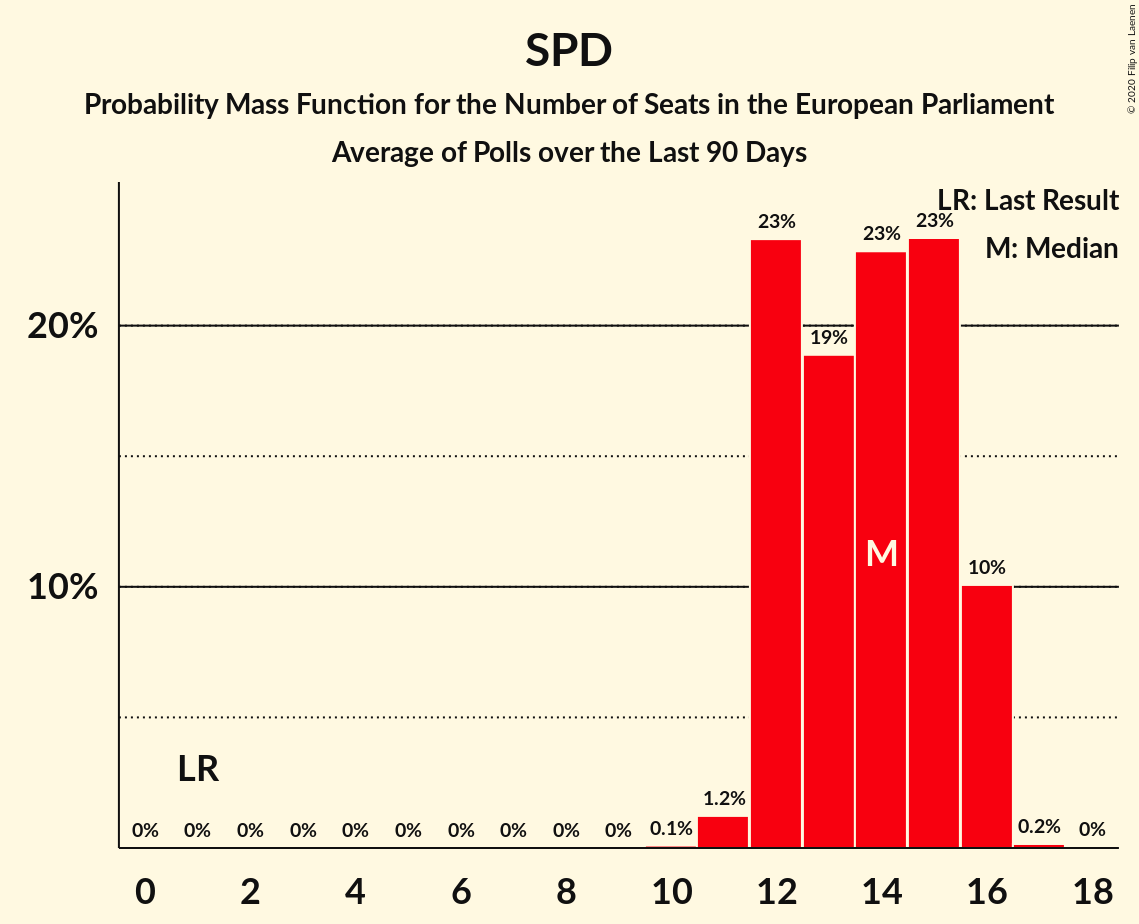 SPD
Probability Mass Function for the Number of Seats in the European Parliament
Average of Polls over the Last 90 Days
© 2020 Filip van Laenen
LR: Last Result
M: Median
23%
23%
23%
20%
19%
M
10%
10%
LR
0%
0%
0%
0%
0%
0%
0%
0%
0%
0%
0.1%
1.2%
0.2%
0%
0 2 4 6 8 10 12 14 16 18